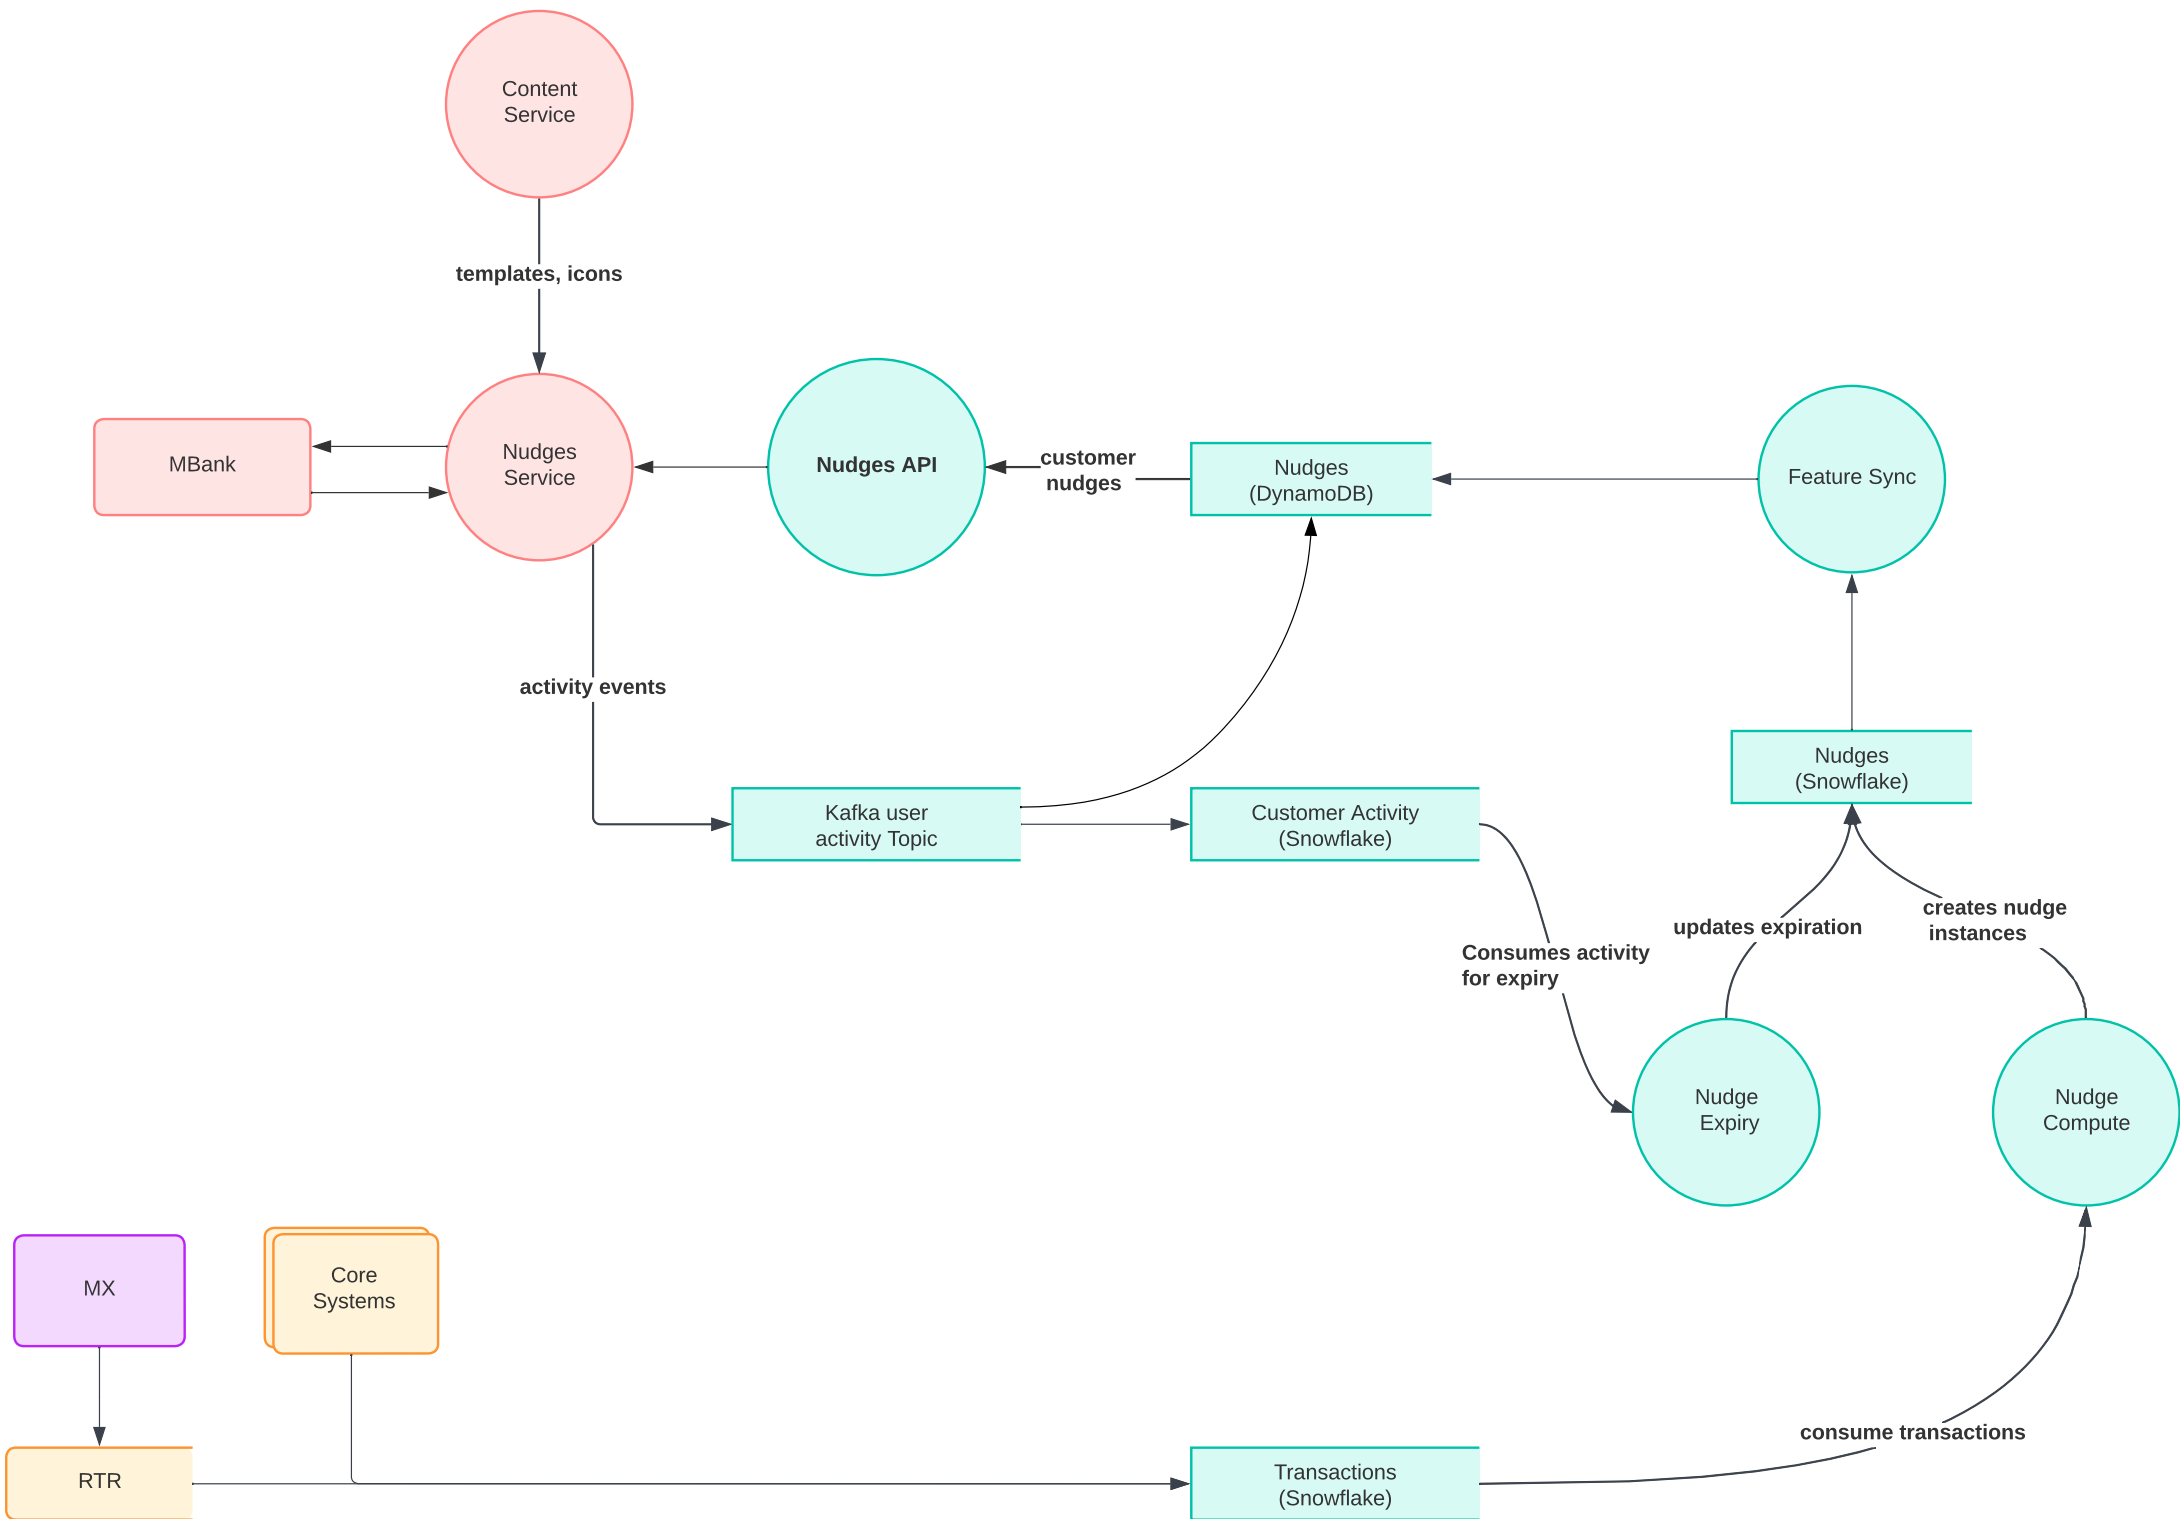 Content
Service
templates, icons
MBank
Nudges
Service
Nudges API
customer
nudges
Nudges
(DynamoDB)
Feature Sync
activity events
Kafka user
activity Topic
Customer Activity
(Snowflake)
Nudges
(Snowflake)
Consumes activity
for expiry
updates expiration
creates nudge
instances
Nudge
Expiry
Nudge
Compute
MX
Core
Systems
RTR
Transactions
(Snowflake)
consume transactions